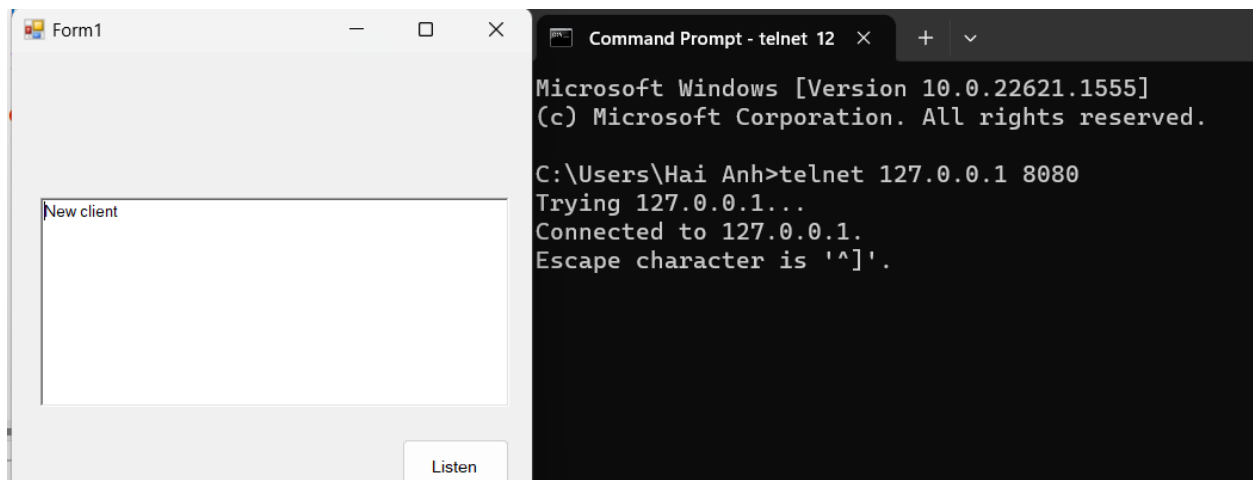 Form1
New client
Listen
Command Prompt - telnet 12
Microsoft Windows [Version 10.0.22621.1555]
(c) Microsoft Corporation. All rights reserved.
C:\Users\Hai Anh>telnet 127.0.0.1 8080
Trying 127.0.0.1...
Connected to 127.0.0.1.
Escape character is '^]'.